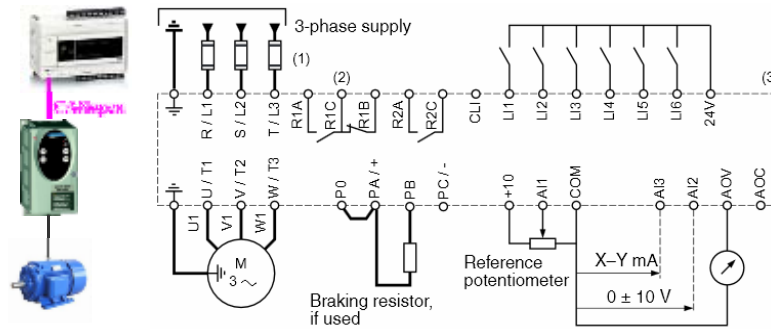 3-phase supply
(1)
(2)
(3
CANopen
R / L1
S / L2
T / L3
R1A
R1C
R1B
R2A
R2C
CLI
LI1
LI2
LI3
LI4
LI5
LI6
24V
U / T1
V / T2
W / T3
P0
PA / +
PB
PC / -
+10
AI1
COM
AI3
AI2
AOV
AOC
U1
V1
W1
M
3 ~
Reference
potentiometer
X–Y mA
0 ± 10 V
Braking resistor,
if used